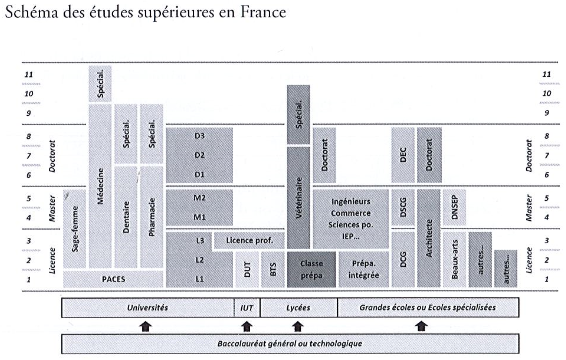 Schéma des études supérieures en France
11 11
10 Spécial. 10
9 Spécial. Spécial. Spécial. 9
8 Doctorat D3 Doctorat DEC Doctorat 8 Doctorat
7 D2 7
6 D1 6
5 Master Sage-femme Médecine Dentaire Pharmacie M2 Vétérinaire Ingénieurs DSCG Architecte DNSEP 5 Master
4 M1 Commerce 4
Sciences po.
3 Licence L3 Licence prof. IEP... DCG Beaux-arts autres... autres... 3 Licence
2 L2 DUT BTS Classe Prépa. 2
prépa intégrée
1 PACES L1 1
Universités IUT Lycées Grandes écoles ou Ecoles spécialisées
Baccalauréat général ou technologique